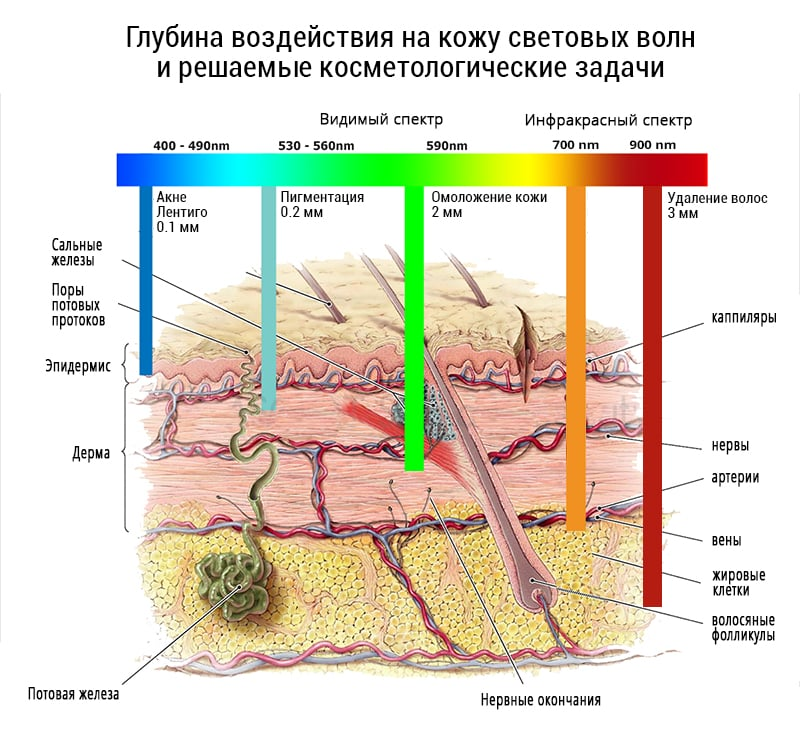 Глубина воздействия на кожу световых волн
и решаемые косметологические задачи
Видимый спектр
Инфракрасный спектр
400 - 490nm
530 - 560nm
590nm
700 nm
900 nm
Акне
Лентиго
0.1 мм
Пигментация
0.2 мм
Омоложение кожи
2 мм
Удаление волос
3 мм
Сальные
железы
Поры
потовых
протоков
Эпидермис
Дерма
Потовая железа
каппиляры
нервы
артерии
вены
жировые
клетки
волосяные
фолликулы
Нервные окончания